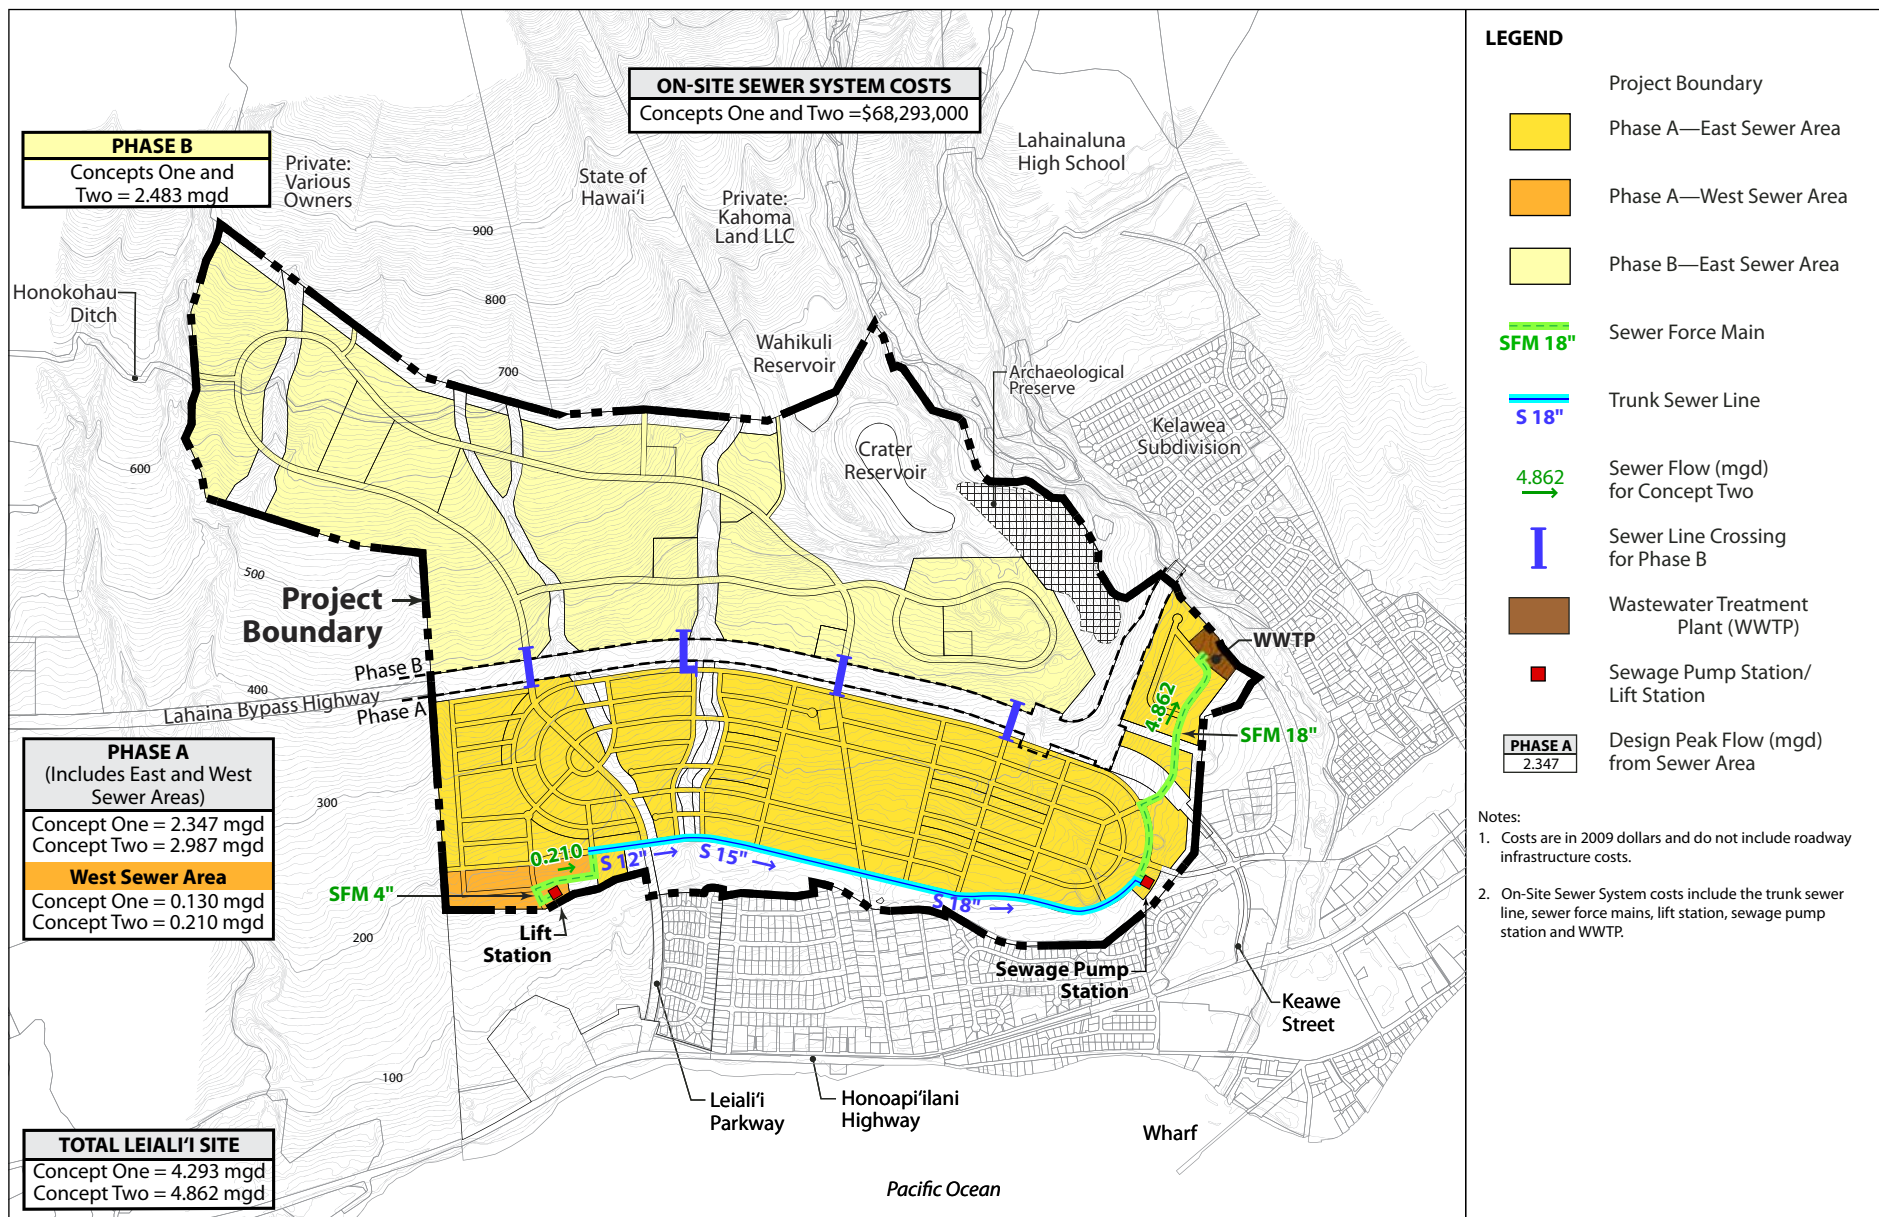 ON-SITE SEWER SYSTEM COSTS
Concepts One and Two =$68,293,000
PHASE B
Concepts One and
Two = 2.483 mgd
Private:
Various
Owners
State of
Hawai‘i
Private:
Kahoma
Land LLC
Lahainaluna
High School
900
800
700
600
500
400
300
200
100
Honokohau
Ditch
Wahikuli
Reservoir
Archaeological
Preserve
Crater
Reservoir
Kelawea
Subdivision
Project
Boundary
Phase B
Lahaina Bypass Highway
Phase A
WWTP
4.862
SFM 18"
PHASE A
(Includes East and West
Sewer Areas)
Concept One = 2.347 mgd
Concept Two = 2.987 mgd
West Sewer Area
Concept One = 0.130 mgd
Concept Two = 0.210 mgd
0.210
S 12"
S 15"
S 18"
SFM 4"
Lift
Station
Sewage Pump
Station
Keawe
Street
Leiali‘i
Parkway
Honoapi‘ilani
Highway
Wharf
Pacific Ocean
TOTAL LEIALI‘I SITE
Concept One = 4.293 mgd
Concept Two = 4.862 mgd
LEGEND
Project Boundary
Phase A—East Sewer Area
Phase A—West Sewer Area
Phase B—East Sewer Area
SFM 18"
Sewer Force Main
S 18"
Trunk Sewer Line
4.862
Sewer Flow (mgd)
for Concept Two
Sewer Line Crossing
for Phase B
Wastewater Treatment
Plant (WWTP)
Sewage Pump Station/
Lift Station
PHASE A
2.347
Design Peak Flow (mgd)
from Sewer Area
Notes:
1. Costs are in 2009 dollars and do not include roadway
infrastructure costs.
2. On-Site Sewer System costs include the trunk sewer
line, sewer force mains, lift station, sewage pump
station and WWTP.